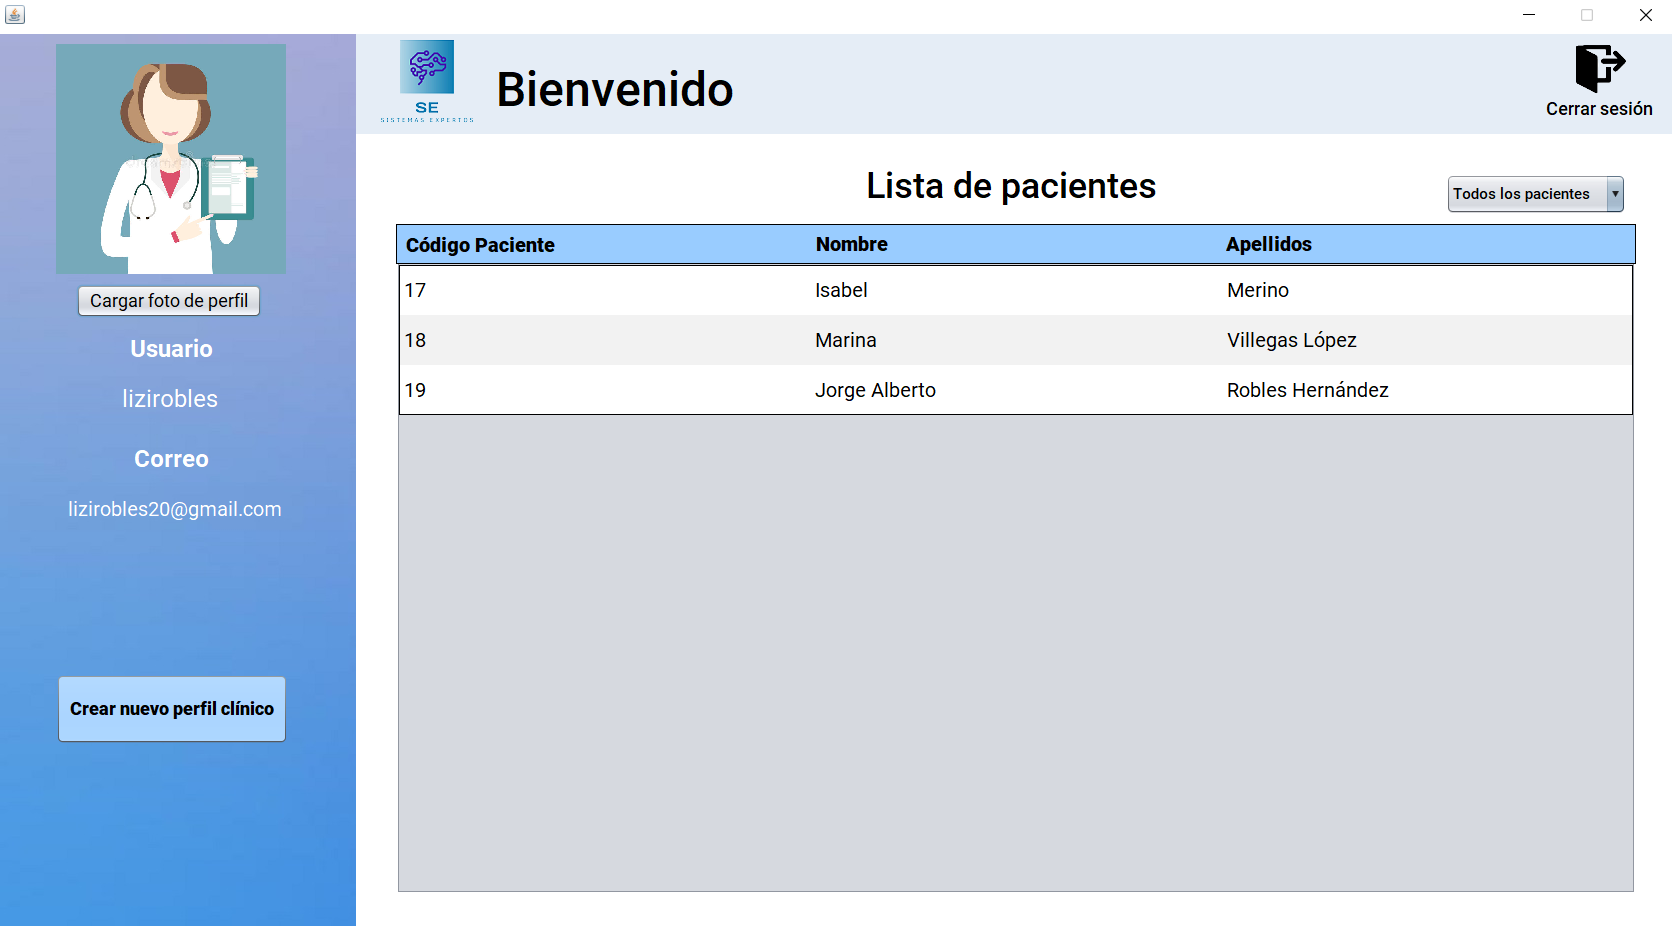 SE
SISTEMAS EXPERTOS
Bienvenido
Cerrar sesión
Cargar foto de perfil
Usuario
lizirobles
Correo
lizirobles20@gmail.com
Crear nuevo perfil clínico
Lista de pacientes
Todos los pacientes
Código Paciente Nombre Apellidos
17 Isabel Merino
18 Marina Villegas López
19 Jorge Alberto Robles Hernández